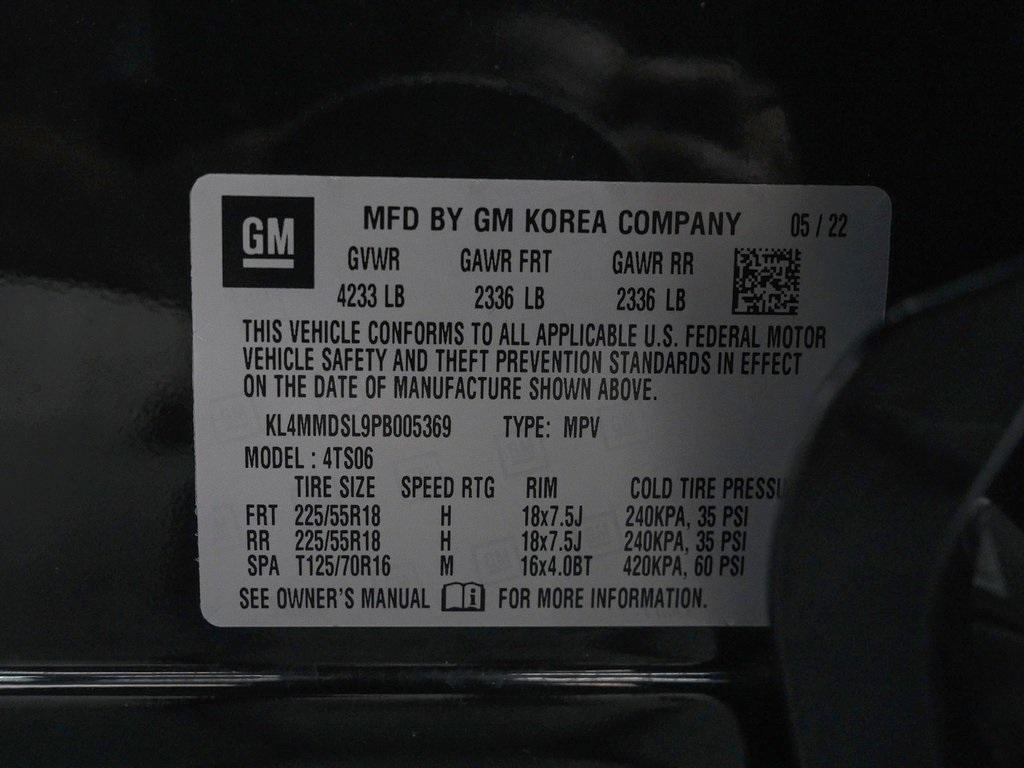 GM
MFD BY GM KOREA COMPANY 05 / 22
GVWR GAWR FRT GAWR RR
4233 LB 2336 LB 2336 LB
THIS VEHICLE CONFORMS TO ALL APPLICABLE U.S. FEDERAL MOTOR
VEHICLE SAFETY AND THEFT PREVENTION STANDARDS IN EFFECT
ON THE DATE OF MANUFACTURE SHOWN ABOVE.
KL4MMDSL9PB005369 TYPE: MPV
MODEL : 4TS06
TIRE SIZE SPEED RTG RIM COLD TIRE PRESSU
FRT 225/55R18 H 18x7.5J 240KPA, 35 PSI
RR 225/55R18 H 18x7.5J 240KPA, 35 PSI
SPA T125/70R16 M 16x4.0BT 420KPA, 60 PSI
SEE OWNER'S MANUAL i FOR MORE INFORMATION.